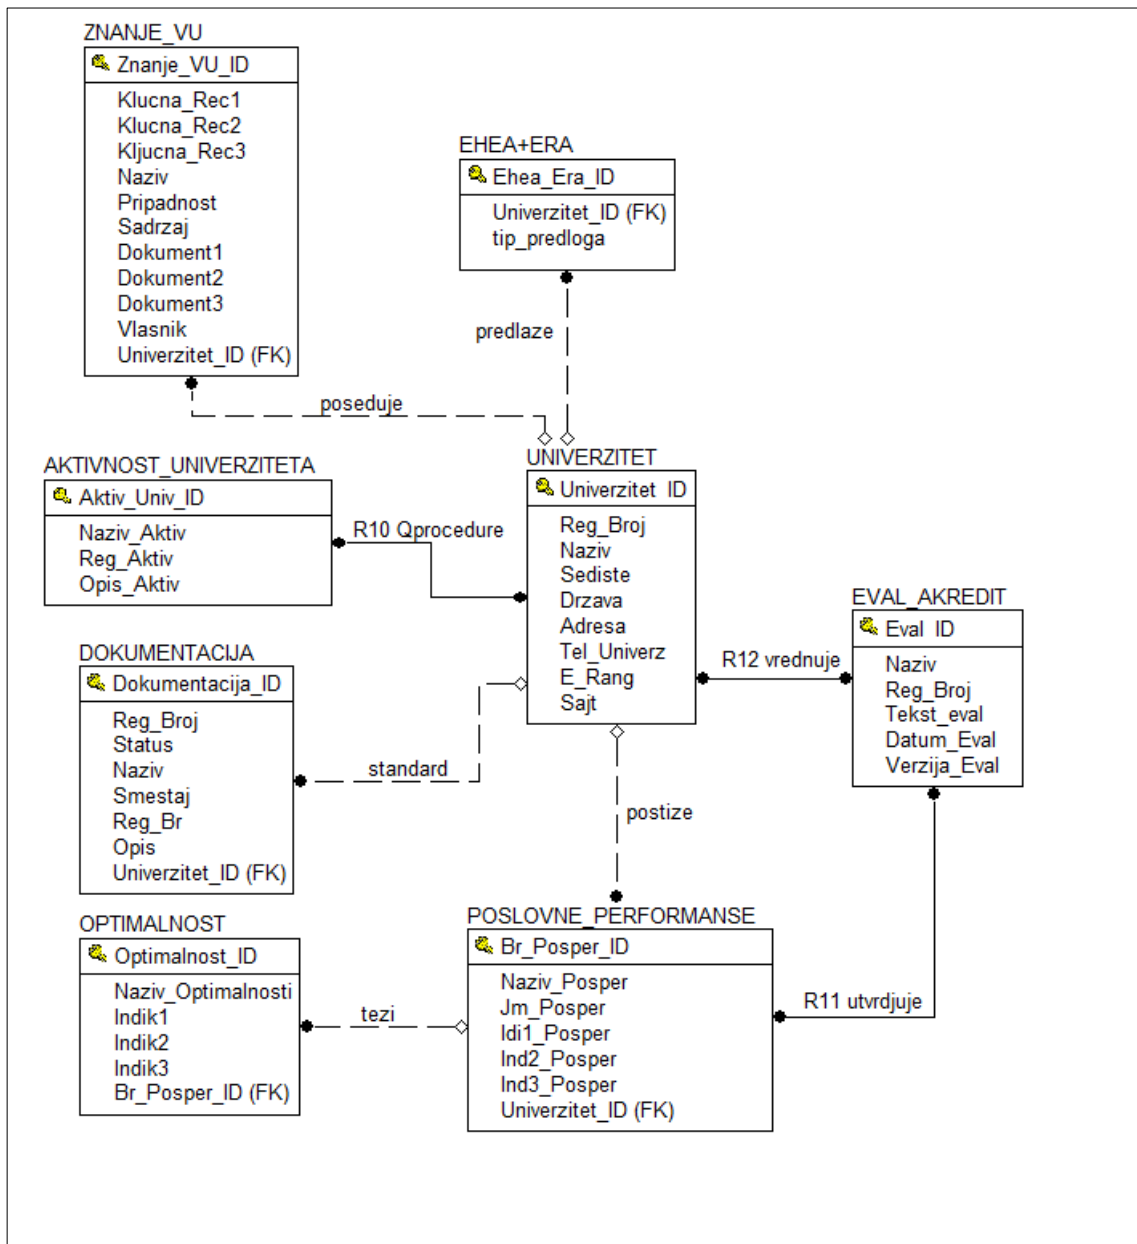 ZNANJE_VU
Znanje_VU_ID
Klucna_Rec1
Klucna_Rec2
Kljucna_Rec3
Naziv
Pripadnost
Sadrzaj
Dokument1
Dokument2
Dokument3
Vlasnik
Univerzitet_ID (FK)
EHEA+ERA
Ehea_Era_ID
Univerzitet_ID (FK)
tip_predloga
predlaze
poseduje
AKTIVNOST_UNIVERZITETA
Aktiv_Univ_ID
Naziv_Aktiv
Reg_Aktiv
Opis_Aktiv
R10 Qprocedure
UNIVERZITET
Univerzitet_ID
Reg_Broj
Naziv
Sediste
Drzava
Adresa
Tel_Univerz
E_Rang
Sajt
EVAL_AKREDIT
Eval_ID
Naziv
Reg_Broj
Tekst_eval
Datum_Eval
Verzija_Eval
R12 vrednuje
DOKUMENTACIJA
Dokumentacija_ID
Reg_Broj
Status
Naziv
Smestaj
Reg_Br
Opis
Univerzitet_ID (FK)
standard
postize
OPTIMALNOST
Optimalnost_ID
Naziv_Optimalnosti
Indik1
Indik2
Indik3
Br_Posper_ID (FK)
tezi
POSLOVNE_PERFORMANSE
Br_Posper_ID
Naziv_Posper
Jm_Posper
Idi1_Posper
Ind2_Posper
Ind3_Posper
Univerzitet_ID (FK)
R11 utvrdjuje